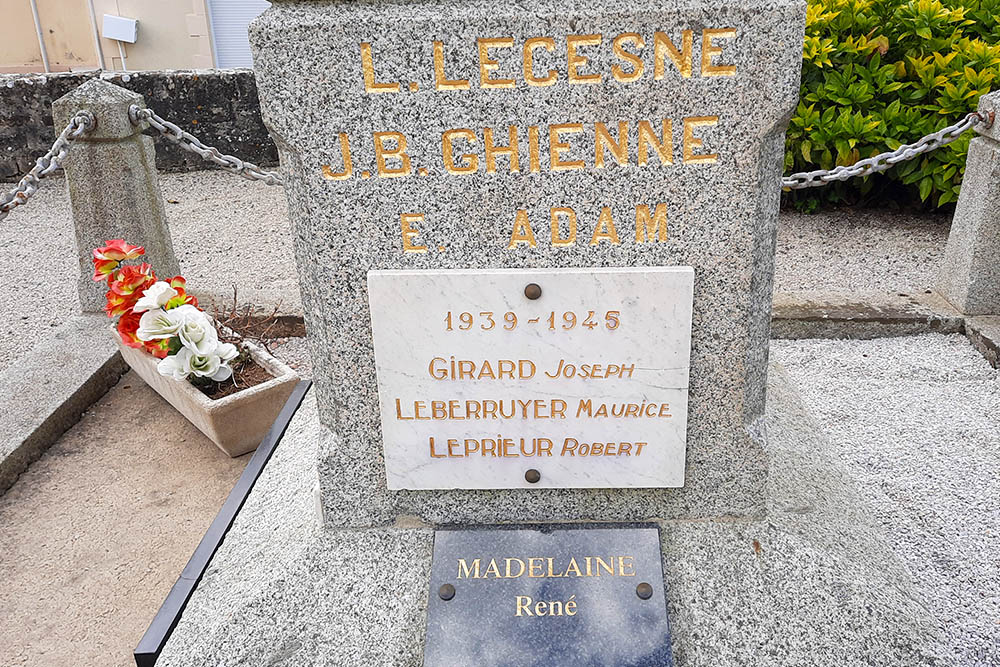 L. LECESNE
J.B. GHIENNE
E. ADAM
1939-1945
GIRARD JOSEPH
LEBERRUYER MAURICE
LEPRIEUR ROBERT
MADELAINE
René